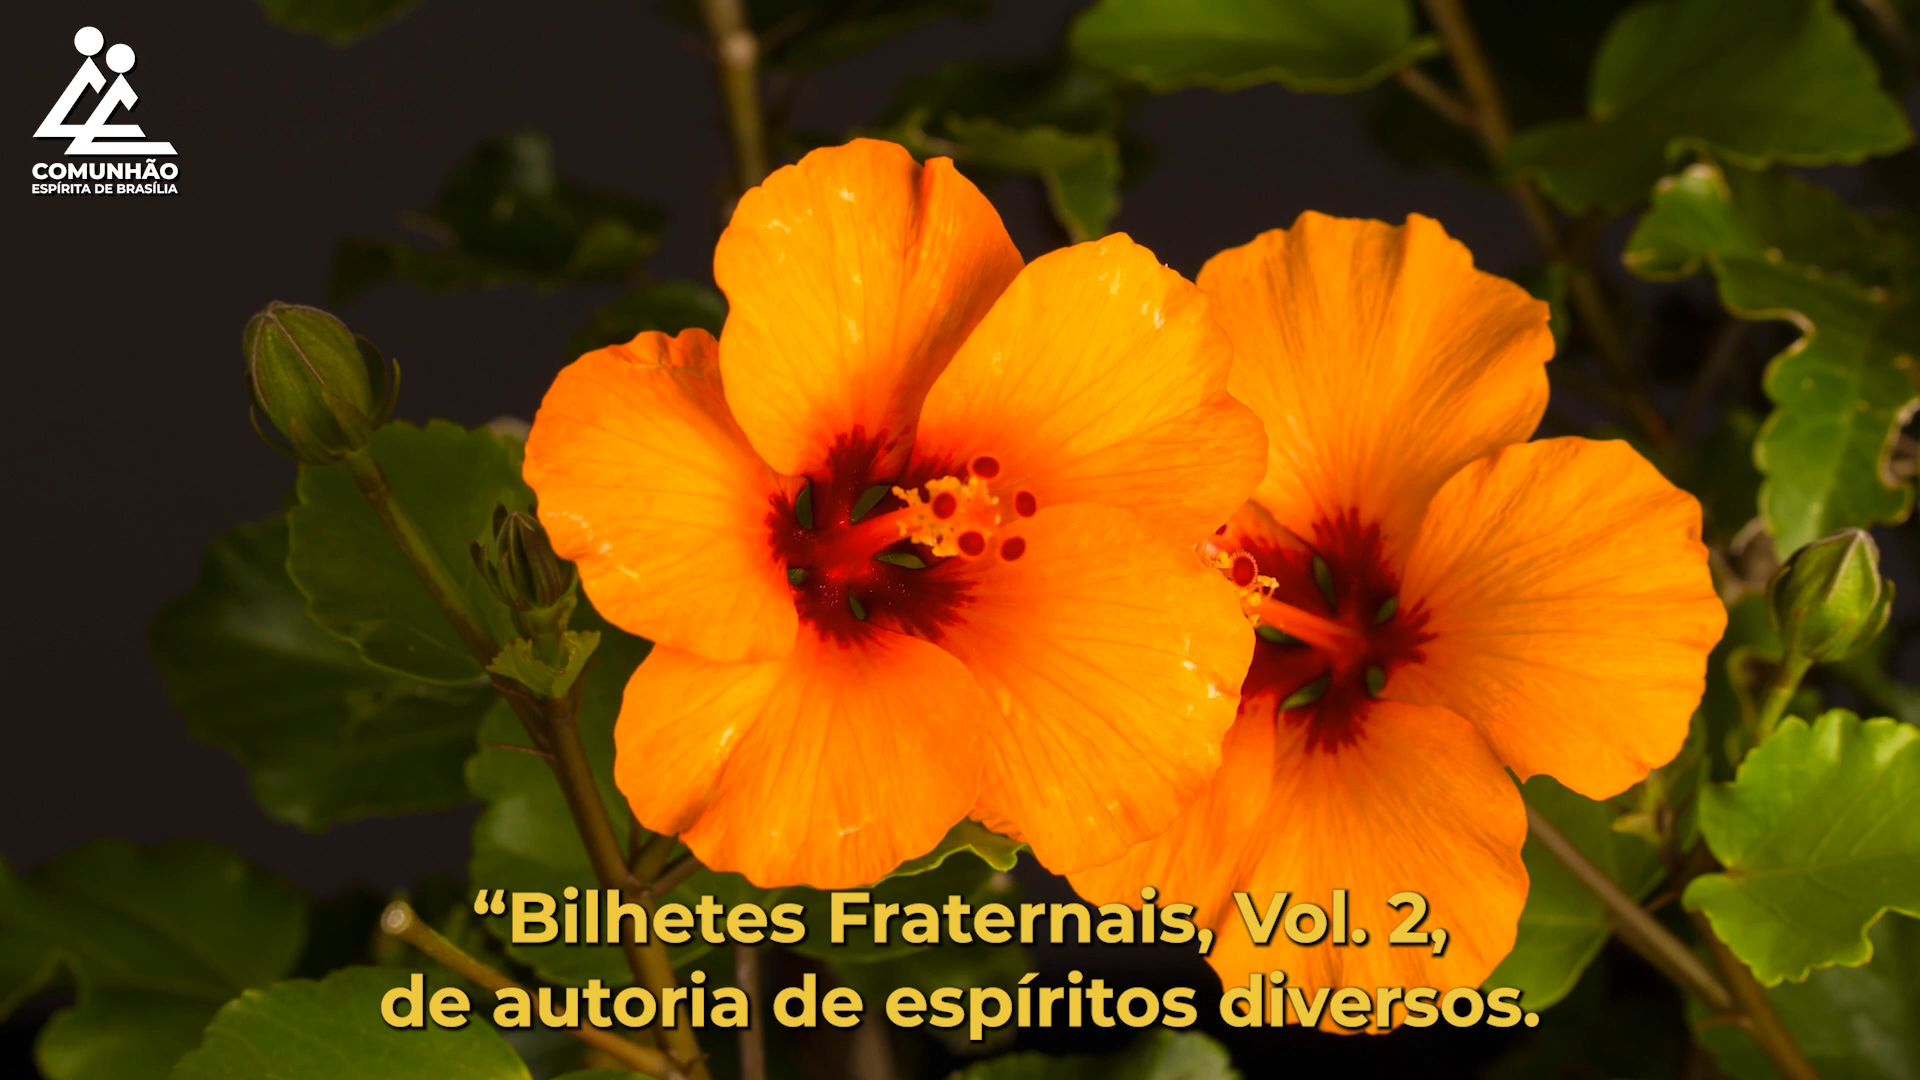 COMUNHÃO
ESPÍRITA DE BRASÍLIA
“Bilhetes Fraternais, Vol. 2,
de autoria de espíritos diversos.